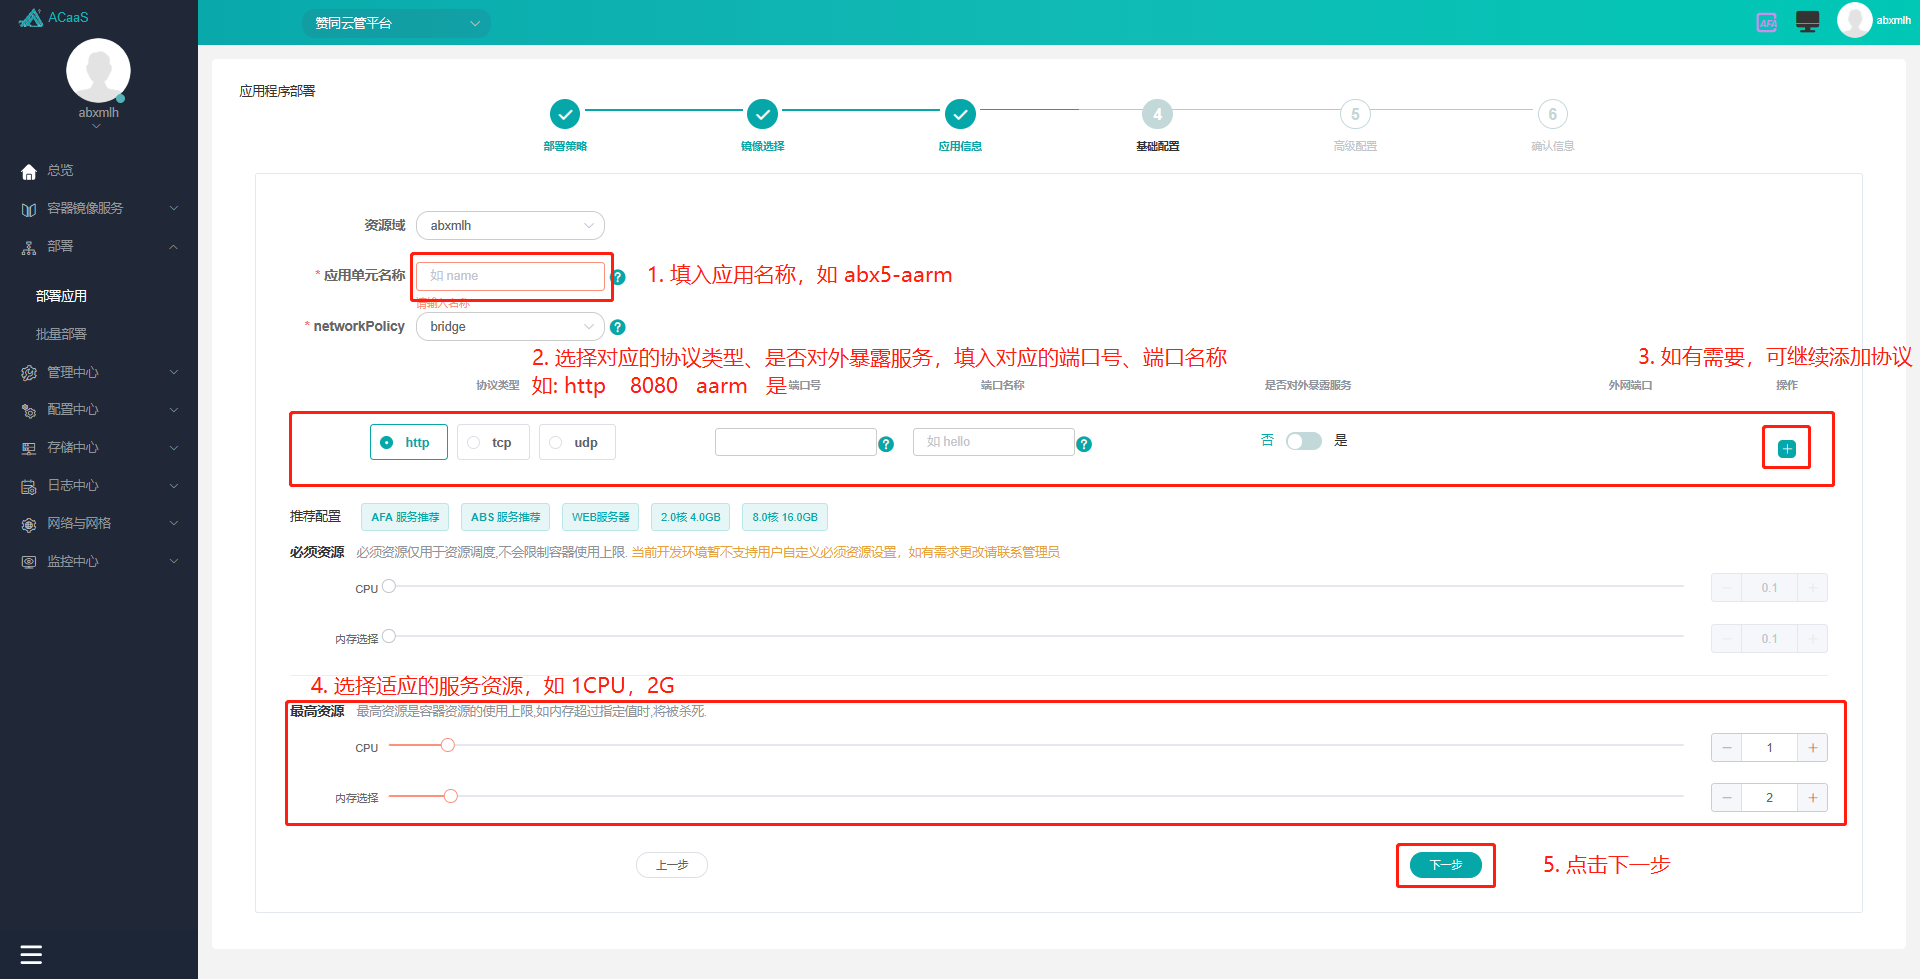 ACaaS
赞同云管平台
AFA
abxmlh
abxmlh
总览
容器镜像服务
部署
部署应用
批量部署
管理中心
配置中心
存储中心
日志中心
网络与网格
监控中心
应用程序部署
4
5
6
部署策略
镜像选择
应用信息
基础配置
高级配置
确认信息
资源域
abxmlh
* 应用单元名称
如 name
?
1. 填入应用名称，如 abx5-aarm
请输入名称
* networkPolicy
bridge
?
2. 选择对应的协议类型、是否对外暴露服务，填入对应的端口号、端口名称
如: http 8080 aarm 是
3. 如有需要，可继续添加协议
协议类型
端口号
端口名称
是否对外暴露服务
外网端口
操作
http
tcp
udp
?
如 hello
?
否
是
+
推荐配置
AFA 服务推荐
ABS 服务推荐
WEB服务器
2.0核 4.0GB
8.0核 16.0GB
必须资源
必须资源仅用于资源调度,不会限制容器使用上限. 当前开发环境暂不支持用户自定义必须资源设置，如有需求更改请联系管理员
CPU
− 0.1 +
内存选择
− 0.1 +
4. 选择适应的服务资源，如 1CPU，2G
最高资源
最高资源是容器资源的使用上限,如内存超过指定值时,将被杀死.
CPU
− 1 +
内存选择
− 2 +
上一步
下一步
5. 点击下一步